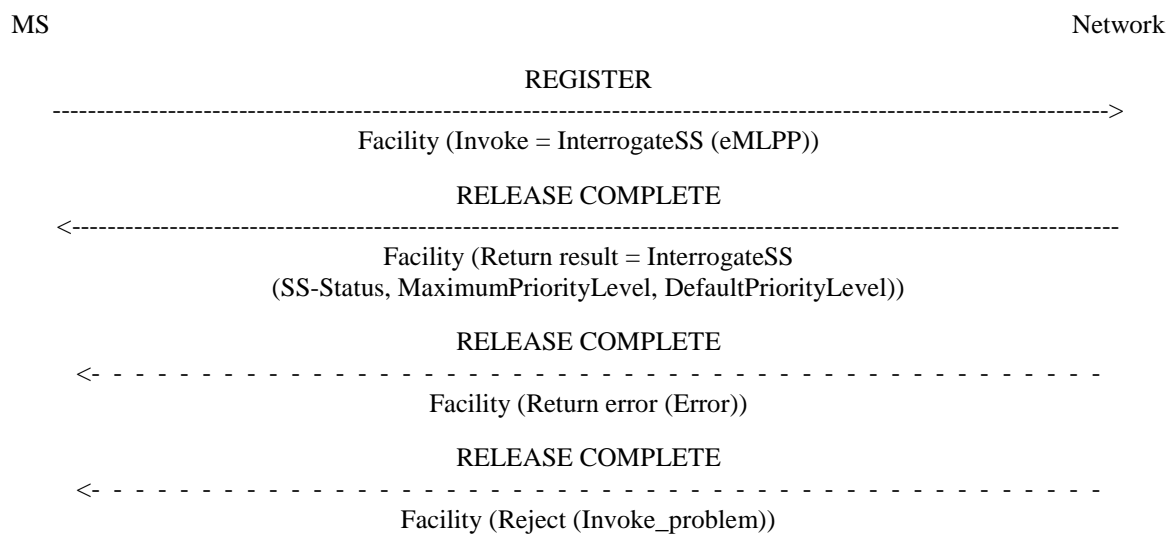 MS Network
REGISTER
------------------------------------------------------------------------------------------------------------------------>
Facility (Invoke = InterrogateSS (eMLPP))
RELEASE COMPLETE
<------------------------------------------------------------------------------------------------------------------------
Facility (Return result = InterrogateSS
(SS-Status, MaximumPriorityLevel, DefaultPriorityLevel))
RELEASE COMPLETE
<- - - - - - - - - - - - - - - - - - - - - - - - - - - - - - - - - - - - - - - - - - - - - -
Facility (Return error (Error))
RELEASE COMPLETE
<- - - - - - - - - - - - - - - - - - - - - - - - - - - - - - - - - - - - - - - - - - - - - -
Facility (Reject (Invoke_problem))